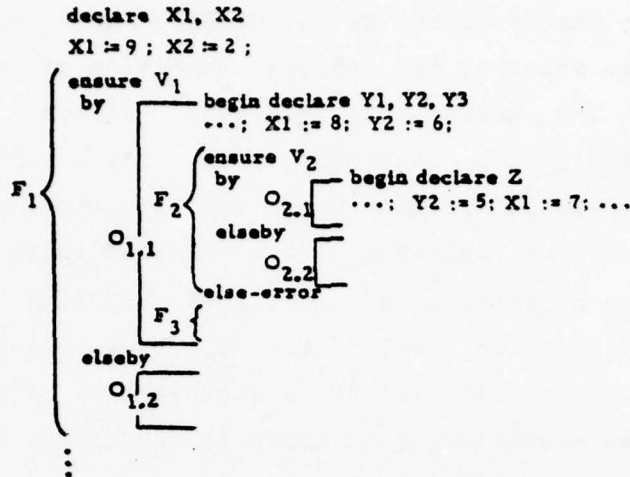 declare X1, X2
X1 := 9 ; X2 := 2 ;
ensure V1
by
begin declare Y1, Y2, Y3
...; X1 := 8; Y2 := 6;
F1
O1.1
F2
ensure V2
by
O2.1
begin declare Z
...; Y2 := 5; X1 := 7; ...
elseby
O2.2
else-error
F3
elseby
O1.2